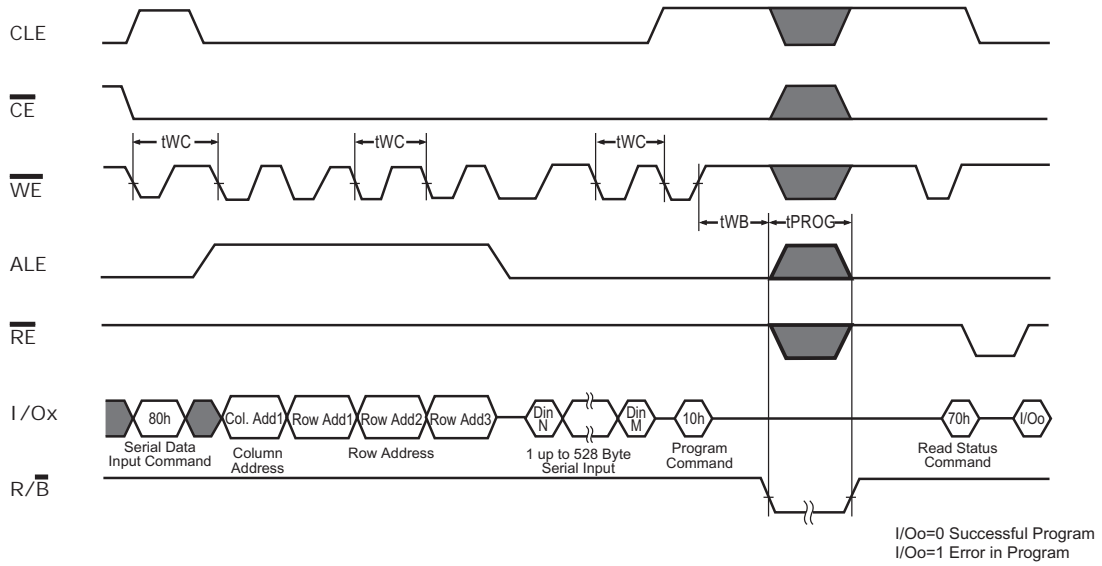 CLE
CE
tWC
tWC
tWC
WE
tWB
tPROG
ALE
RE
I/Ox
80h
Col. Add1
Row Add1
Row Add2
Row Add3
Din
N
Din
M
10h
70h
I/Oo
Serial Data
Input Command
Column
Address
Row Address
1 up to 528 Byte
Serial Input
Program
Command
Read Status
Command
R/B
I/Oo=0 Successful Program
I/Oo=1 Error in Program